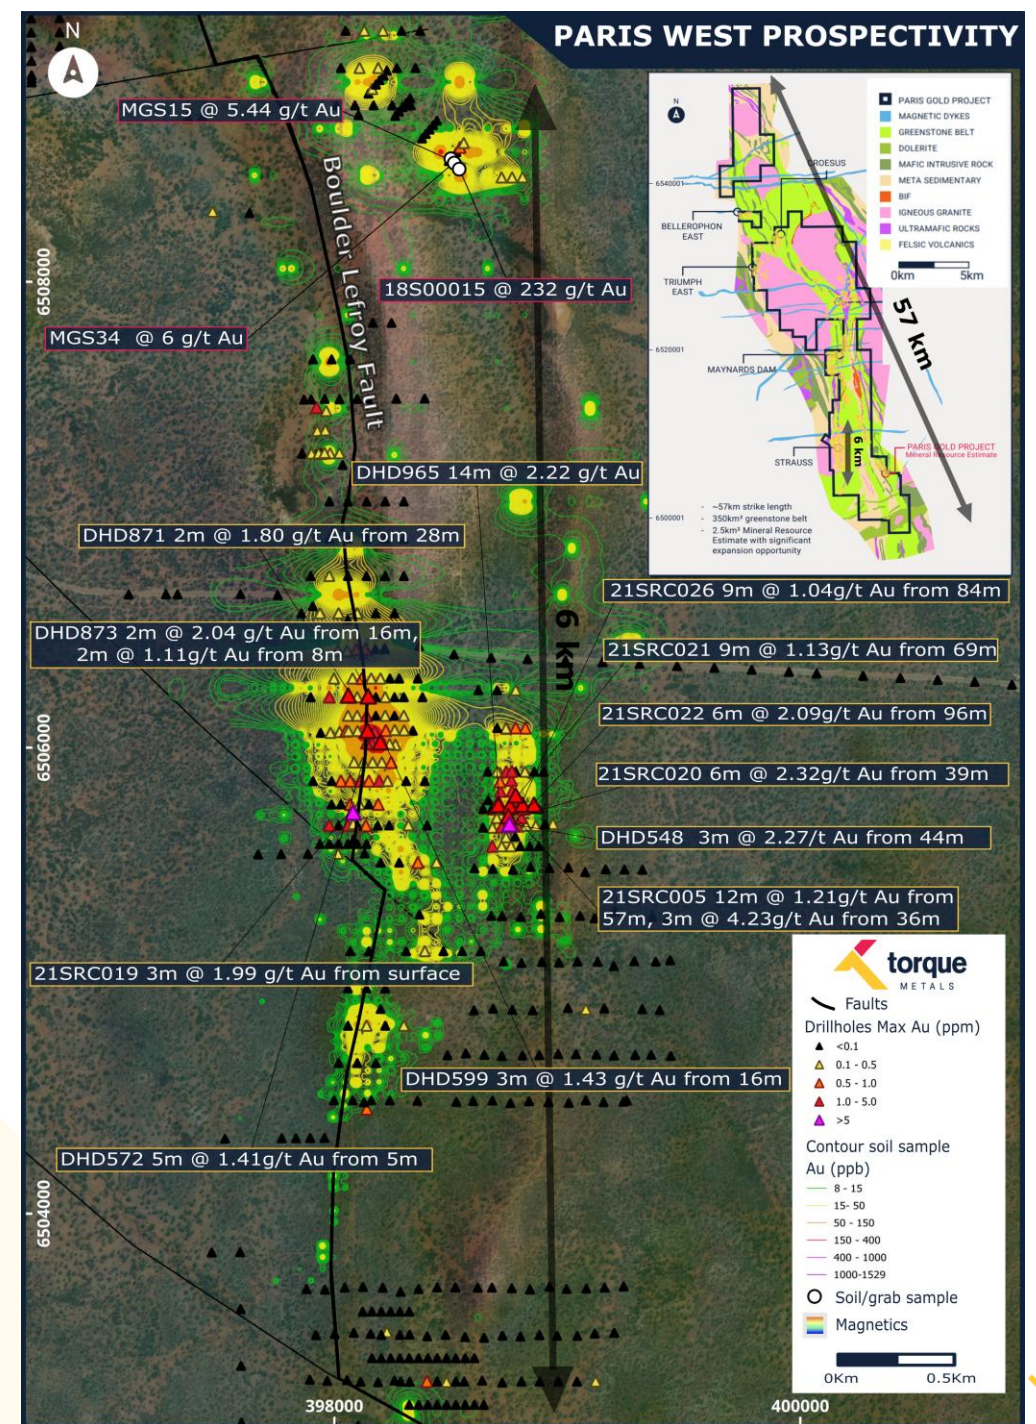 PARIS WEST PROSPECTIVITY
N
MGS15 @ 5.44 g/t Au
Boulder Lefroy Fault
18S00015 @ 232 g/t Au
MGS34 @ 6 g/t Au
6508000
DHD965 14m @ 2.22 g/t Au
DHD871 2m @ 1.80 g/t Au from 28m
DHD873 2m @ 2.04 g/t Au from 16m,
2m @ 1.11g/t Au from 8m
6 km
6506000
21SRC026 9m @ 1.04g/t Au from 84m
21SRC021 9m @ 1.13g/t Au from 69m
21SRC022 6m @ 2.09g/t Au from 96m
21SRC020 6m @ 2.32g/t Au from 39m
DHD548 3m @ 2.27/t Au from 44m
21SRC005 12m @ 1.21g/t Au from
57m, 3m @ 4.23g/t Au from 36m
21SRC019 3m @ 1.99 g/t Au from surface
DHD599 3m @ 1.43 g/t Au from 16m
DHD572 5m @ 1.41g/t Au from 5m
6504000
398000
400000
N
6540001
6520001
6500001
CROESUS
BELLEROPHON
EAST
TRIUMPH
EAST
MAYNARDS DAM
STRAUSS
PARIS GOLD PROJECT
Mineral Resource Estimate
57 km
6 km
PARIS GOLD PROJECT
MAGNETIC DYKES
GREENSTONE BELT
DOLERITE
MAFIC INTRUSIVE ROCK
META SEDIMENTARY
BIF
IGNEOUS GRANITE
ULTRAMAFIC ROCKS
FELSIC VOLCANICS
0km 5km
- ~57km strike length
- 350km² greenstone belt
- 2.5km² Mineral Resource
Estimate with significant
expansion opportunity
torque
METALS
Faults
Drillholes Max Au (ppm)
<0.1
0.1 - 0.5
0.5 - 1.0
1.0 - 5.0
>5
Contour soil sample
Au (ppb)
8 - 15
15- 50
50 - 150
150 - 400
400 - 1000
1000-1529
Soil/grab sample
Magnetics
0Km 0.5Km